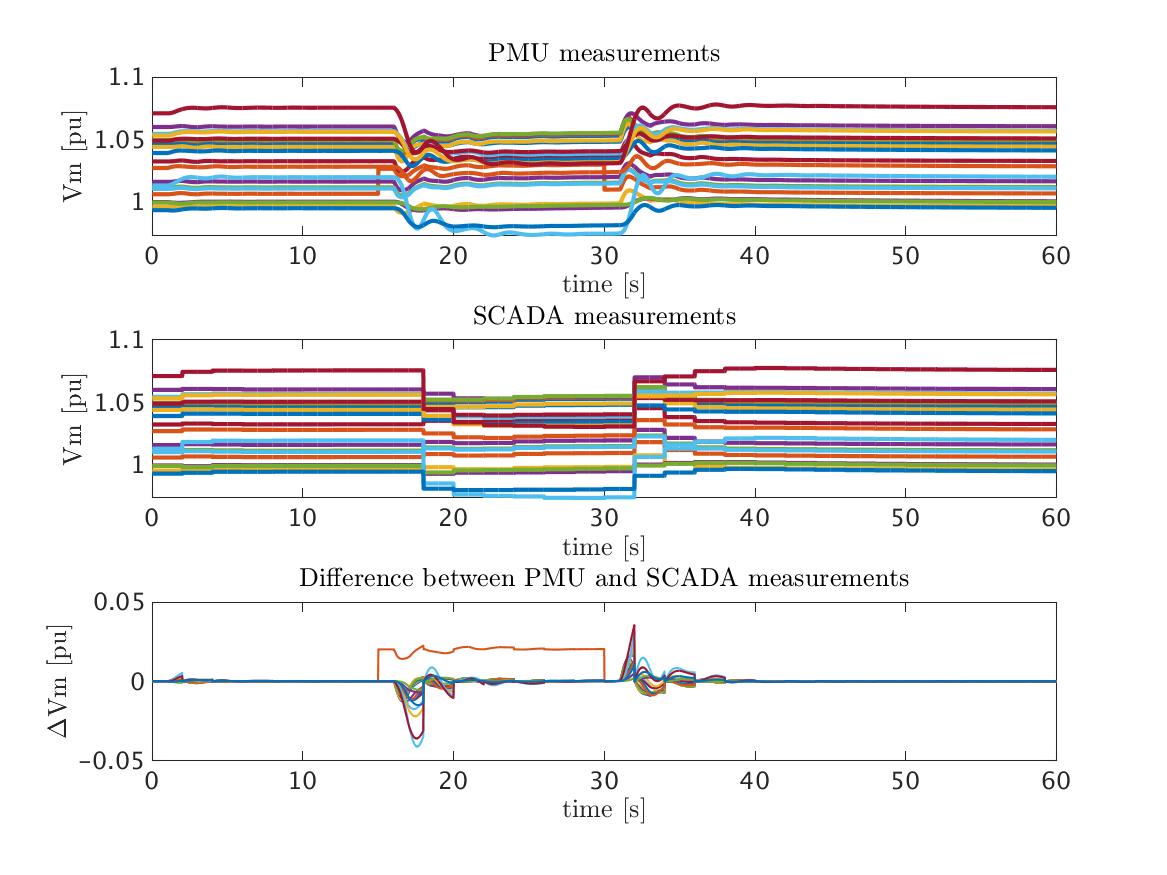 PMU measurements
1.1
1.05
1
Vm [pu]
0 10 20 30 40 50 60
time [s]
SCADA measurements
1.1
1.05
1
Vm [pu]
0 10 20 30 40 50 60
time [s]
Difference between PMU and SCADA measurements
0.05
0
-0.05
ΔVm [pu]
0 10 20 30 40 50 60
time [s]